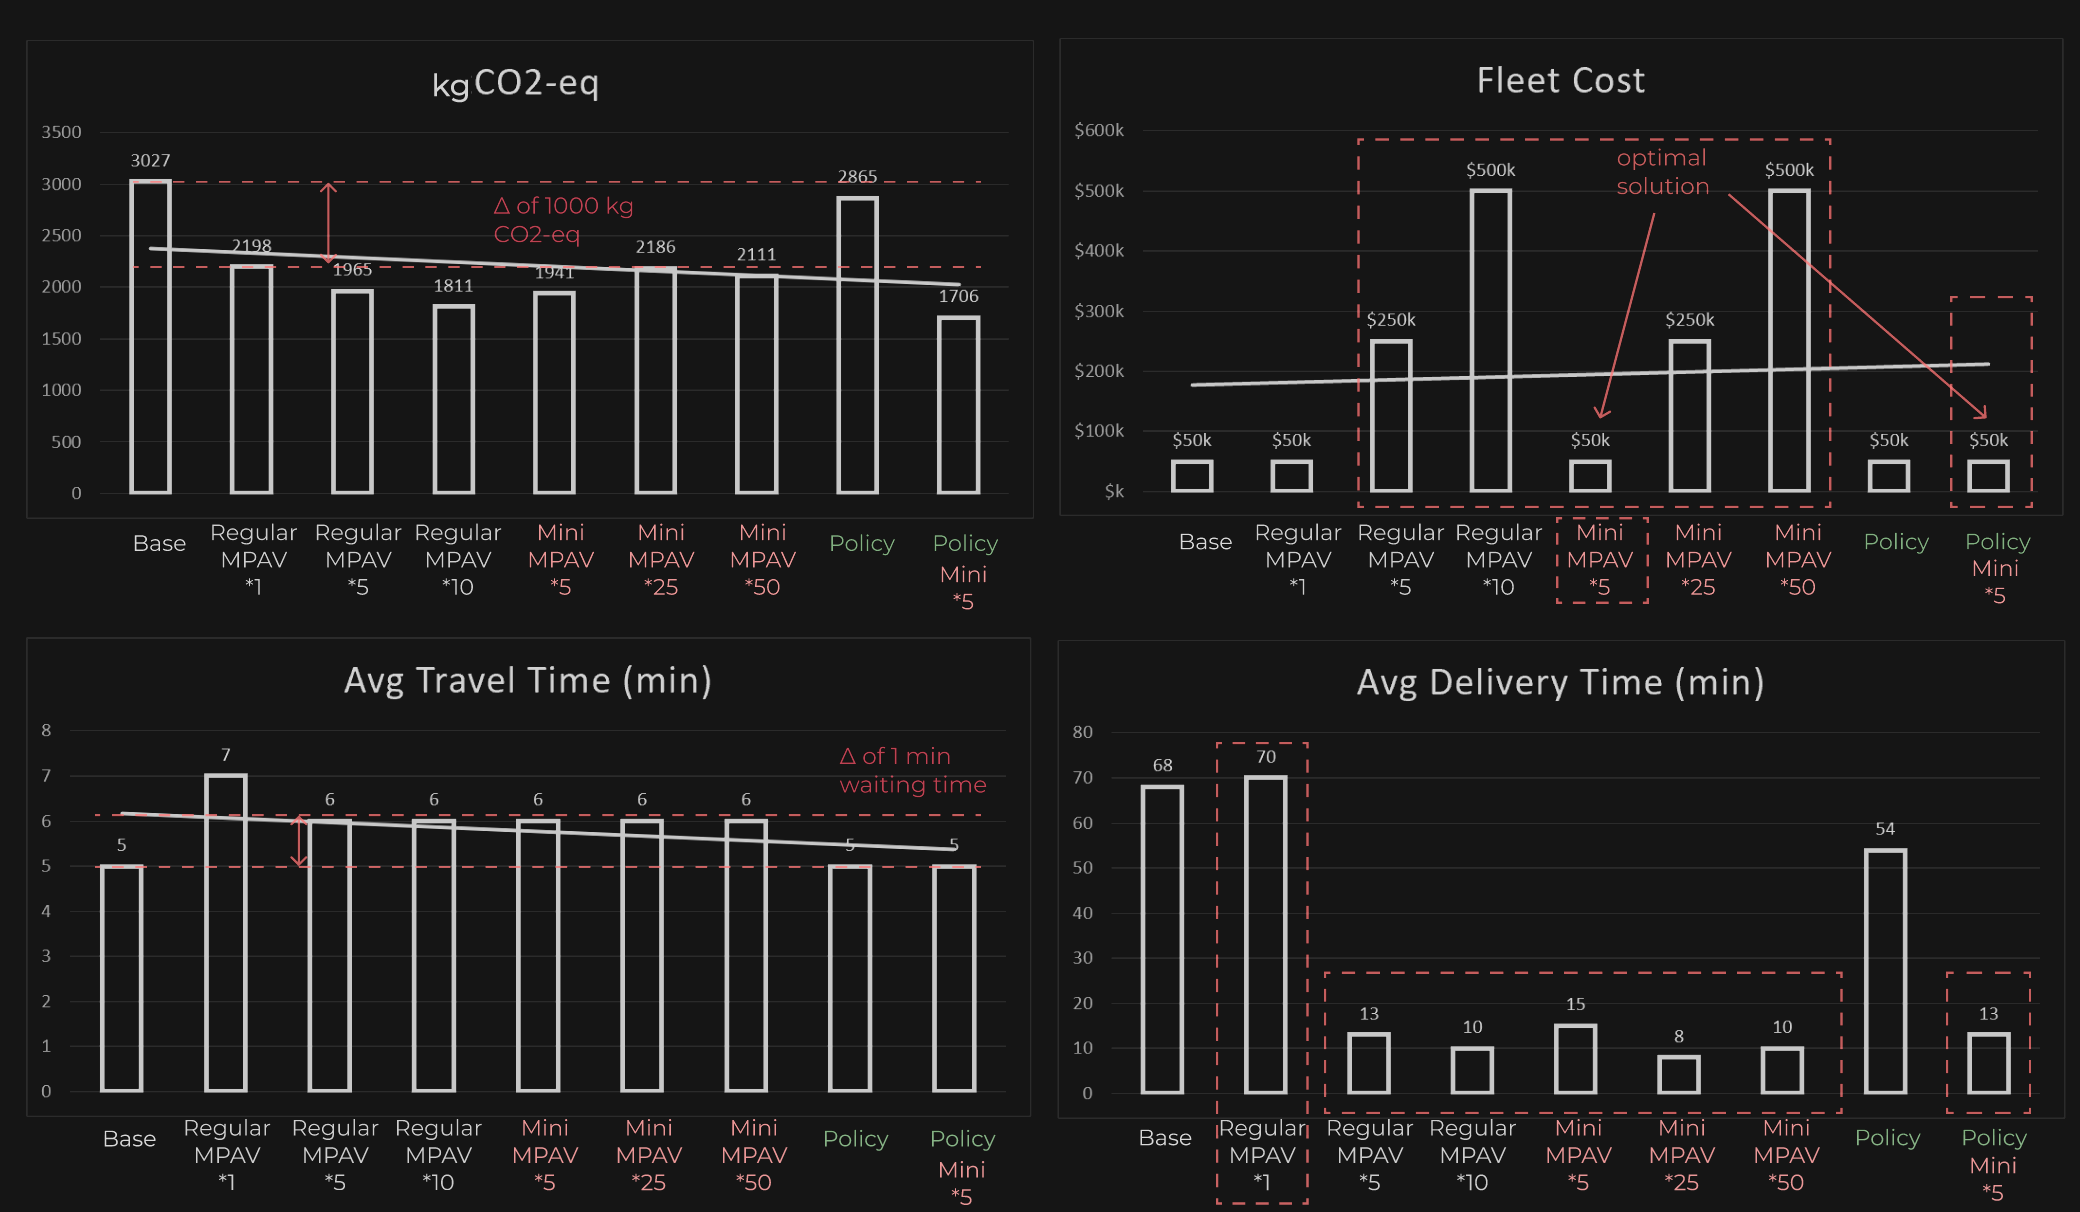 kgCO2-eq
3500
3000
2500
2000
1500
1000
500
0
3027
2198
1965
1811
1941
2186
2111
2865
1706
Δ of 1000 kg
CO2-eq
Base
Regular
MPAV
*1
Regular
MPAV
*5
Regular
MPAV
*10
Mini
MPAV
*5
Mini
MPAV
*25
Mini
MPAV
*50
Policy
Policy
Mini
*5
Fleet Cost
$600k
$500k
$400k
$300k
$200k
$100k
$k
$50k
$50k
$250k
$500k
$50k
$250k
$500k
$50k
$50k
optimal
solution
Base
Regular
MPAV
*1
Regular
MPAV
*5
Regular
MPAV
*10
Mini
MPAV
*5
Mini
MPAV
*25
Mini
MPAV
*50
Policy
Policy
Mini
*5
Avg Travel Time (min)
8
7
6
5
4
3
2
1
0
5
7
6
6
6
6
6
5
5
Δ of 1 min
waiting time
Base
Regular
MPAV
*1
Regular
MPAV
*5
Regular
MPAV
*10
Mini
MPAV
*5
Mini
MPAV
*25
Mini
MPAV
*50
Policy
Policy
Mini
*5
Avg Delivery Time (min)
80
70
60
50
40
30
20
10
0
68
70
13
10
15
8
10
54
13
Base
Regular
MPAV
*1
Regular
MPAV
*5
Regular
MPAV
*10
Mini
MPAV
*5
Mini
MPAV
*25
Mini
MPAV
*50
Policy
Policy
Mini
*5